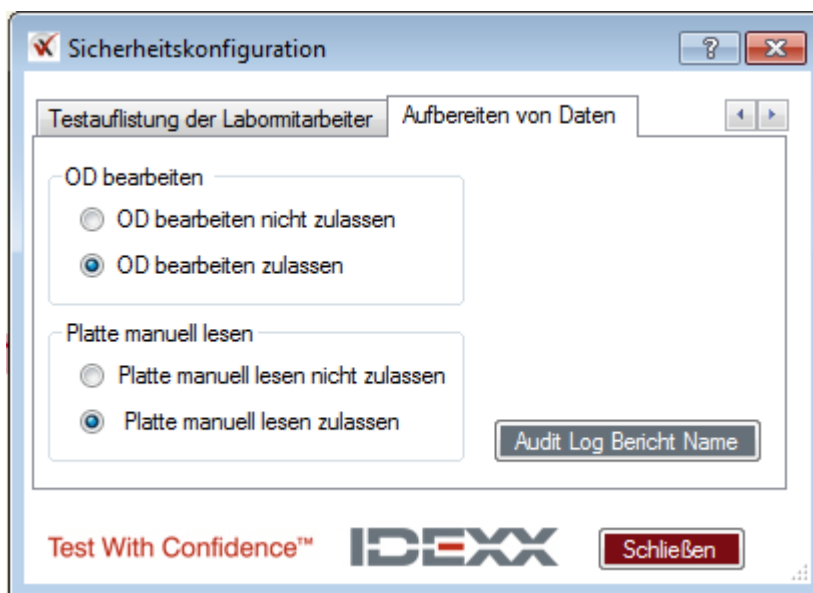 Sicherheitskonfiguration
Testauflistung der Labormitarbeiter
Aufbereiten von Daten
OD bearbeiten
OD bearbeiten nicht zulassen
OD bearbeiten zulassen
Platte manuell lesen
Platte manuell lesen nicht zulassen
Platte manuell lesen zulassen
Audit Log Bericht Name
Test With Confidence™
IDEXX
Schließen